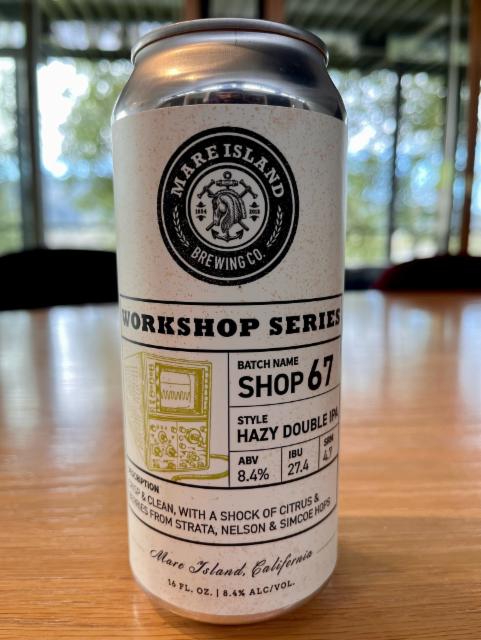 MARE ISLAND
1854 2013
BREWING CO.
WORKSHOP SERIES
BATCH NAME
SHOP 67
STYLE
HAZY DOUBLE IPA
ABV
8.4%
IBU
27.4
SRM
4.7
& CLEAN, WITH A SHOCK OF CITRUS &
FROM STRATA, NELSON & SIMCOE HOPS
Mare Island, California
16 FL. OZ. | 8.4% ALC/VOL.